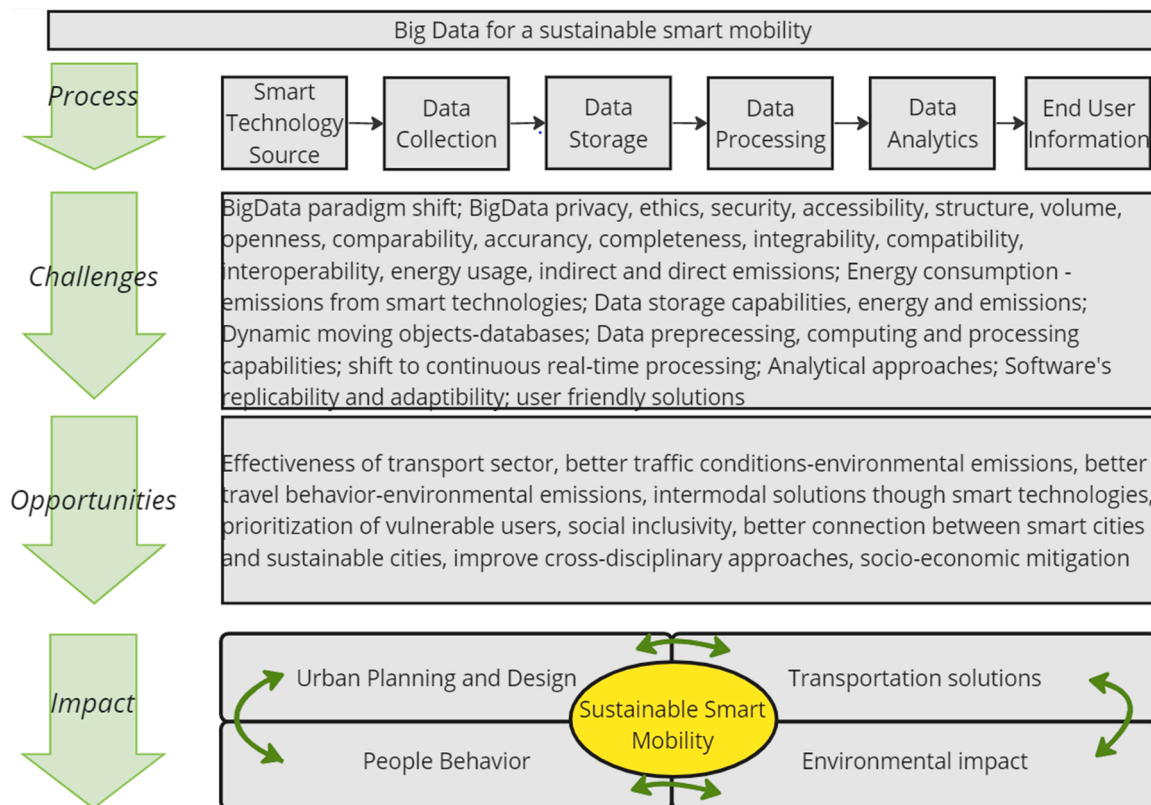 Big Data for a sustainable smart mobility
Process
Smart
Technology
Source
Data
Collection
Data
Storage
Data
Processing
Data
Analytics
End User
Information
Challenges
BigData paradigm shift; BigData privacy, ethics, security, accessibility, structure, volume,
openness, comparability, accurancy, completeness, integrability, compatibility,
interoperability, energy usage, indirect and direct emissions; Energy consumption -
emissions from smart technologies; Data storage capabilities, energy and emissions;
Dynamic moving objects-databases; Data preprecessing, computing and processing
capabilities; shift to continuous real-time processing; Analytical approaches; Software's
replicability and adaptibility; user friendly solutions
Opportunities
Effectiveness of transport sector, better traffic conditions-environmental emissions, better
travel behavior-environmental emissions, intermodal solutions though smart technologies,
prioritization of vulnerable users, social inclusivity, better connection between smart cities
and sustainable cities, improve cross-disciplinary approaches, socio-economic mitigation
Impact
Urban Planning and Design
Transportation solutions
Sustainable Smart
Mobility
People Behavior
Environmental impact